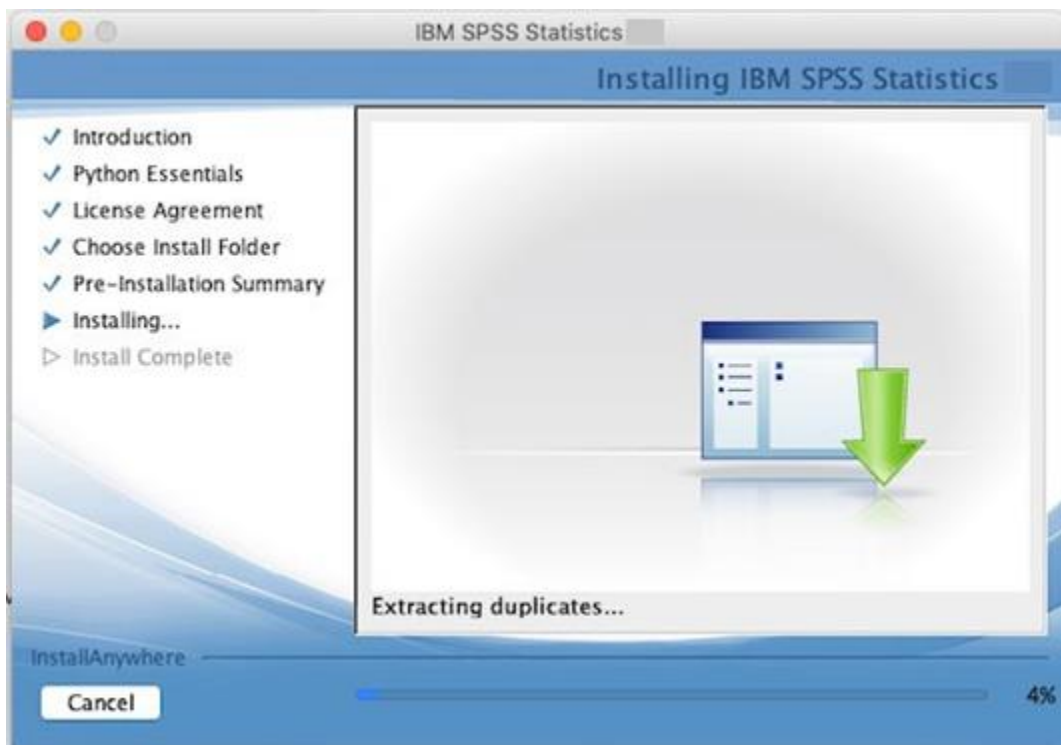 IBM SPSS Statistics
Installing IBM SPSS Statistics
Introduction
Python Essentials
License Agreement
Choose Install Folder
Pre-Installation Summary
Installing...
Install Complete
Extracting duplicates...
InstallAnywhere
Cancel
4%